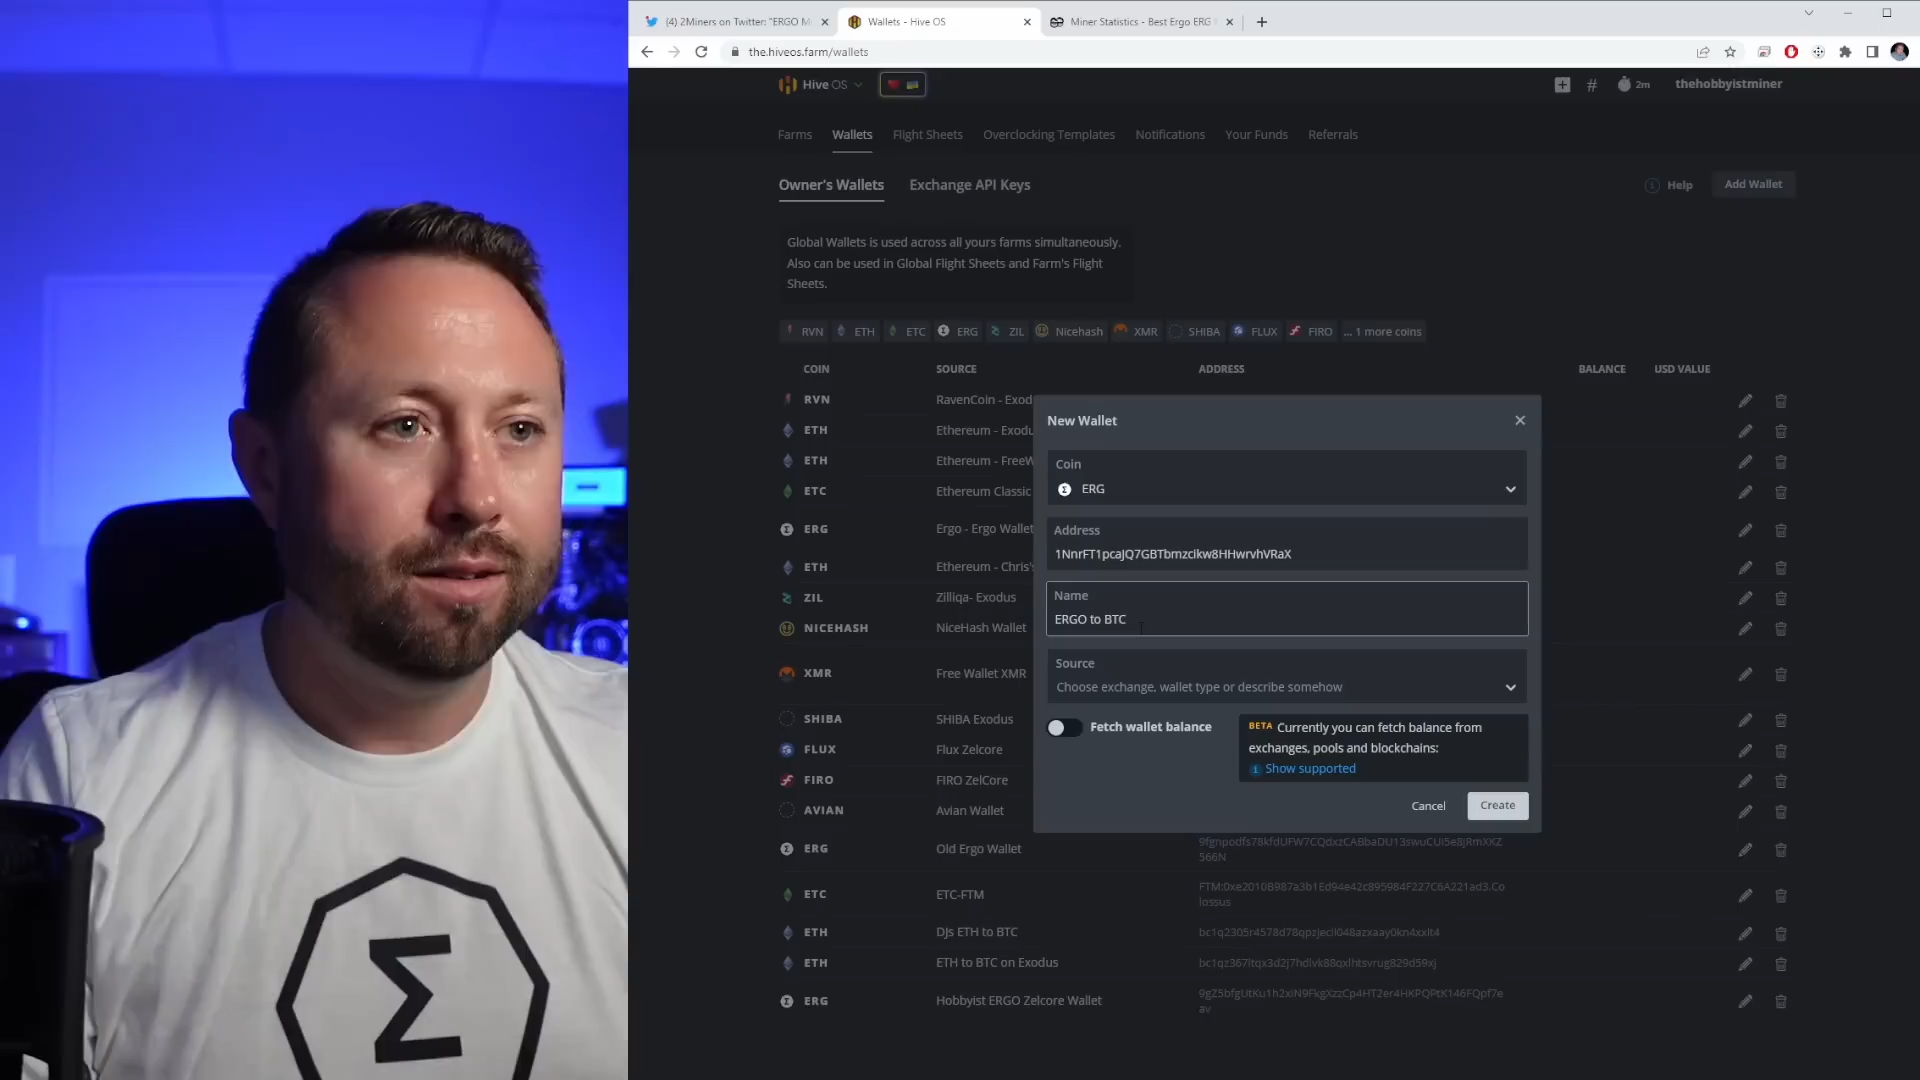 (4) 2Miners on Twitter: "ERGO M
Wallets - Hive OS
Miner Statistics - Best Ergo ERG
the.hiveos.farm/wallets
Hive OS
2m
thehobbyistminer
Farms
Wallets
Flight Sheets
Overclocking Templates
Notifications
Your Funds
Referrals
Owner's Wallets
Exchange API Keys
Help
Add Wallet
Global Wallets is used across all yours farms simultaneously.
Also can be used in Global Flight Sheets and Farm's Flight
Sheets.
RVN
ETH
ETC
ERG
ZIL
Nicehash
XMR
SHIBA
FLUX
FIRO
... 1 more coins
COIN
SOURCE
ADDRESS
BALANCE
USD VALUE
RVN
RavenCoin - Exod
ETH
Ethereum - Exodu
ETH
Ethereum - FreeW
ETC
Ethereum Classic
ERG
Ergo - Ergo Wallet
ETH
Ethereum - Chris'
ZIL
Zilliqa- Exodus
NICEHASH
NiceHash Wallet
XMR
Free Wallet XMR
SHIBA
SHIBA Exodus
FLUX
Flux Zelcore
FIRO
FIRO ZelCore
AVIAN
Avian Wallet
ERG
Old Ergo Wallet
566N
ETC
ETC-FTM
FTM:0xe2010B987a3b1Ed94e42c895984F227C6A221ad3.Co
lossus
ETH
DJs ETH to BTC
ETH
ETH to BTC on Exodus
ERG
Hobbyist ERGO Zelcore Wallet
av
New Wallet
Coin
ERG
Address
1NnrFT1pcaJQ7GBTbmzcikw8HHwrvhVRaX
Name
ERGO to BTC
Source
Choose exchange, wallet type or describe somehow
Fetch wallet balance
BETA Currently you can fetch balance from
exchanges, pools and blockchains:
Show supported
Cancel
Create
Σ